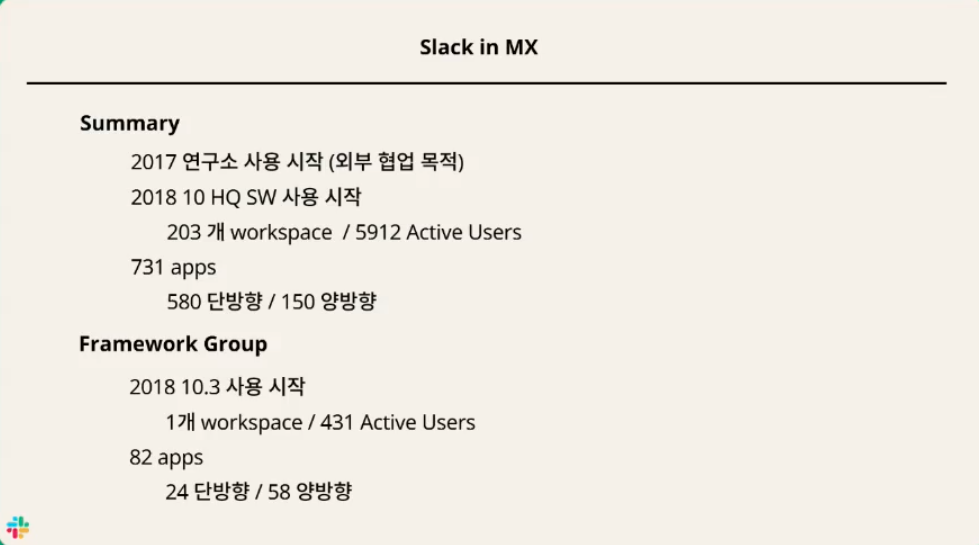 Slack in MX
Summary
2017 연구소 사용 시작 (외부 협업 목적)
2018 10 HQ SW 사용 시작
203 개 workspace / 5912 Active Users
731 apps
580 단방향 / 150 양방향
Framework Group
2018 10.3 사용 시작
1개 workspace / 431 Active Users
82 apps
24 단방향 / 58 양방향